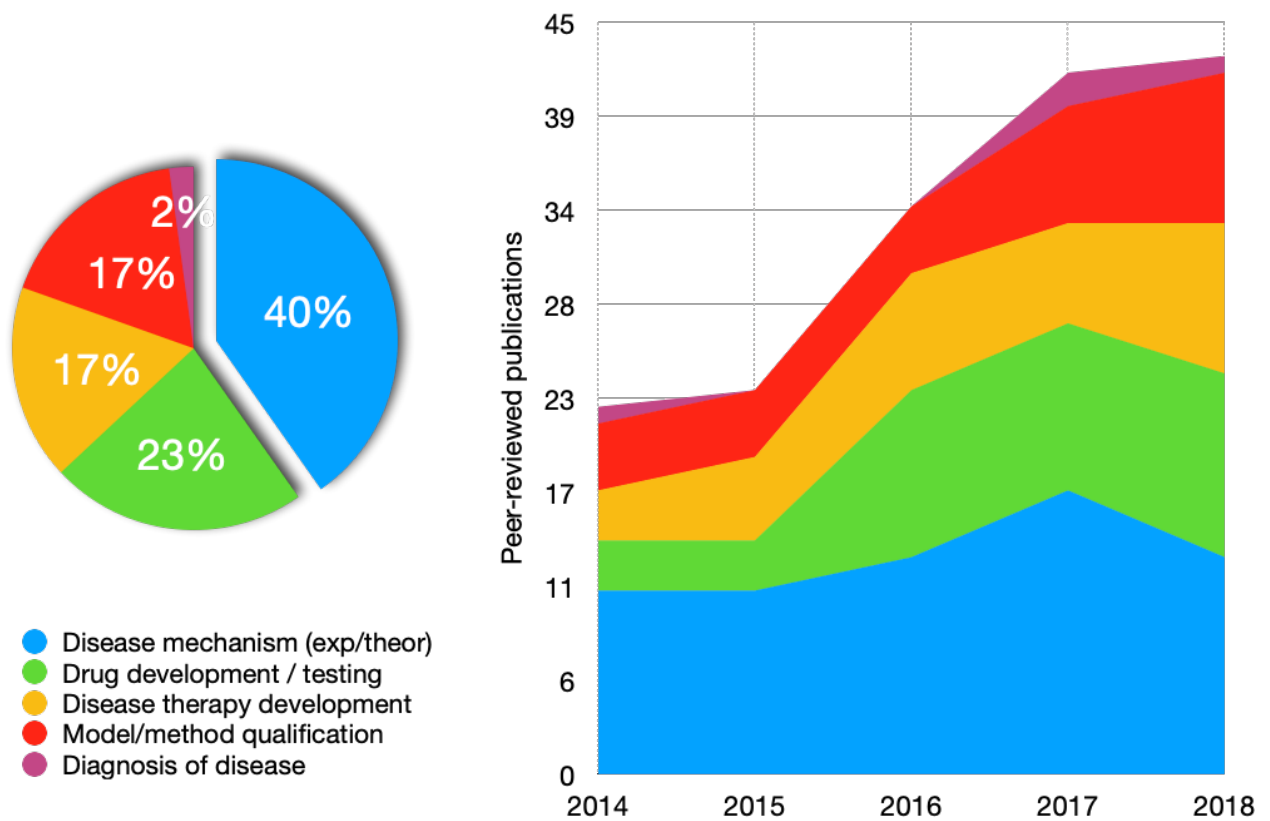 2%
17%
40%
17%
23%
Disease mechanism (exp/theor)
Drug development / testing
Disease therapy development
Model/method qualification
Diagnosis of disease
Peer-reviewed publications
45
39
34
28
23
17
11
6
0
2014 2015 2016 2017 2018